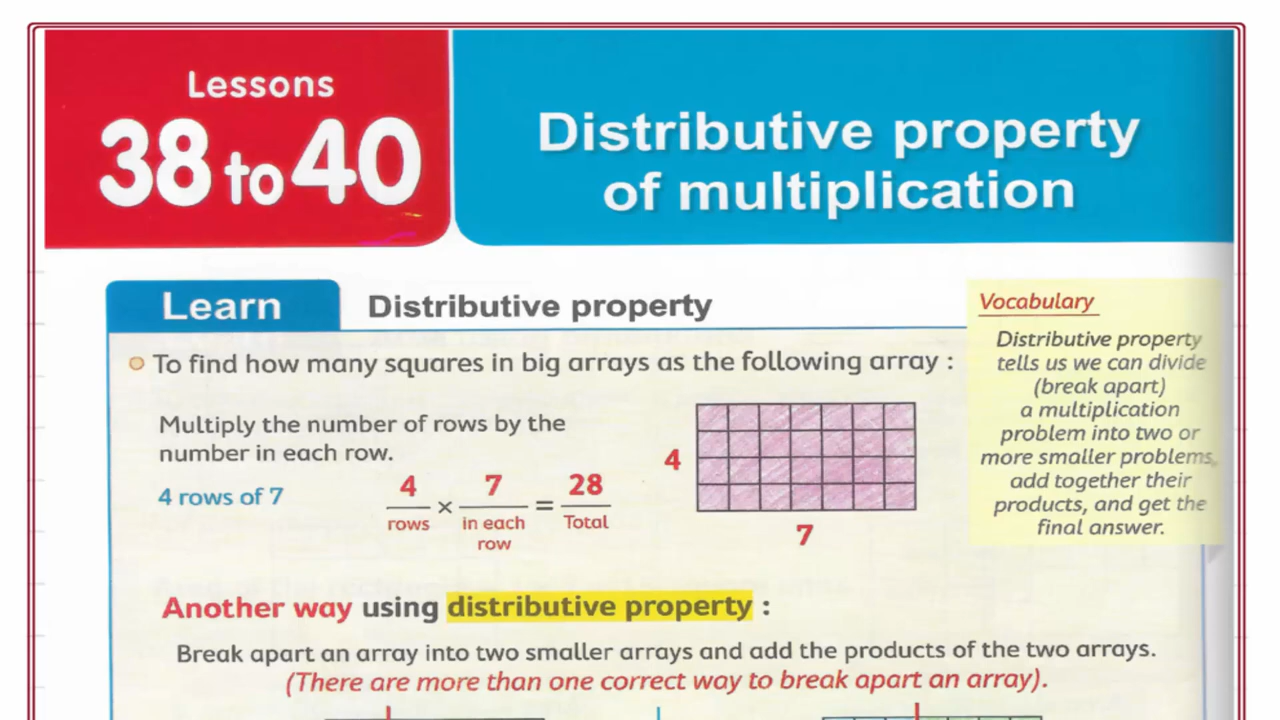 Lessons
38 to 40
Distributive property
of multiplication
Learn
Distributive property
To find how many squares in big arrays as the following array :
Multiply the number of rows by the
number in each row.
4 rows of 7
4 × 7 = 28
rows in each row Total
4
7
Vocabulary
Distributive property
tells us we can divide
(break apart)
a multiplication
problem into two or
more smaller problems,
add together their
products, and get the
final answer.
Another way using distributive property :
Break apart an array into two smaller arrays and add the products of the two arrays.
(There are more than one correct way to break apart an array).